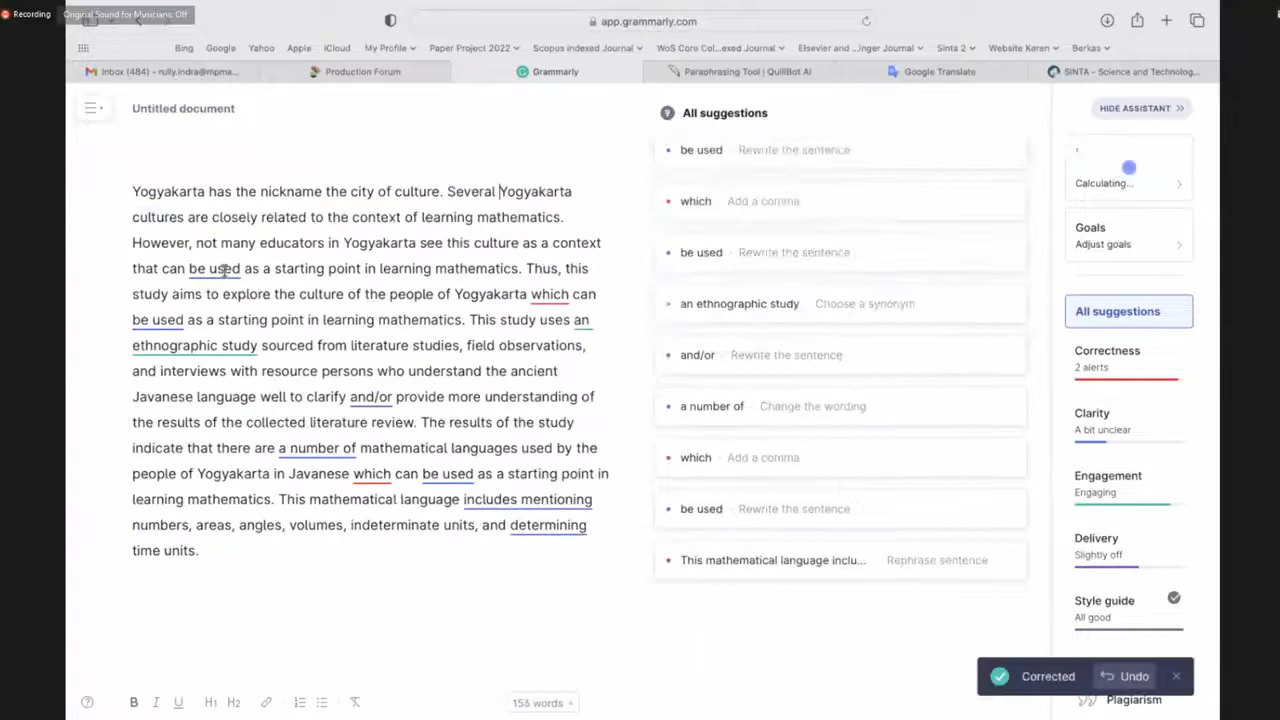 Recording
Original Sound for Musicians: Off
app.grammarly.com
Bing Google Yahoo Apple iCloud My Profile Paper Project 2022 Scopus indexed Journal WoS Core Col...exed Journal Elsevier and ...inger Journal Sinta 2 Website Keren Berkas
Inbox (484) - rully.indra@mpma... Production Forum Grammarly Paraphrasing Tool | QuillBot AI Google Translate SINTA - Science and Technolog...
Untitled document
Yogyakarta has the nickname the city of culture. Several Yogyakarta
cultures are closely related to the context of learning mathematics.
However, not many educators in Yogyakarta see this culture as a context
that can be used as a starting point in learning mathematics. Thus, this
study aims to explore the culture of the people of Yogyakarta which can
be used as a starting point in learning mathematics. This study uses an
ethnographic study sourced from literature studies, field observations,
and interviews with resource persons who understand the ancient
Javanese language well to clarify and/or provide more understanding of
the results of the collected literature review. The results of the study
indicate that there are a number of mathematical languages used by the
people of Yogyakarta in Javanese which can be used as a starting point in
learning mathematics. This mathematical language includes mentioning
numbers, areas, angles, volumes, indeterminate units, and determining
time units.
B I U H1 H2
153 words
All suggestions
be used · Rewrite the sentence
which Add a comma
be used · Rewrite the sentence
an ethnographic study Choose a synonym
and/or · Rewrite the sentence
a number of · Change the wording
which Add a comma
be used · Rewrite the sentence
This mathematical language inclu... Rephrase sentence
HIDE ASSISTANT
Calculating...
Goals
Adjust goals
All suggestions
Correctness
2 alerts
Clarity
A bit unclear
Engagement
Engaging
Delivery
Slightly off
Style guide
All good
Corrected Undo
Plagiarism